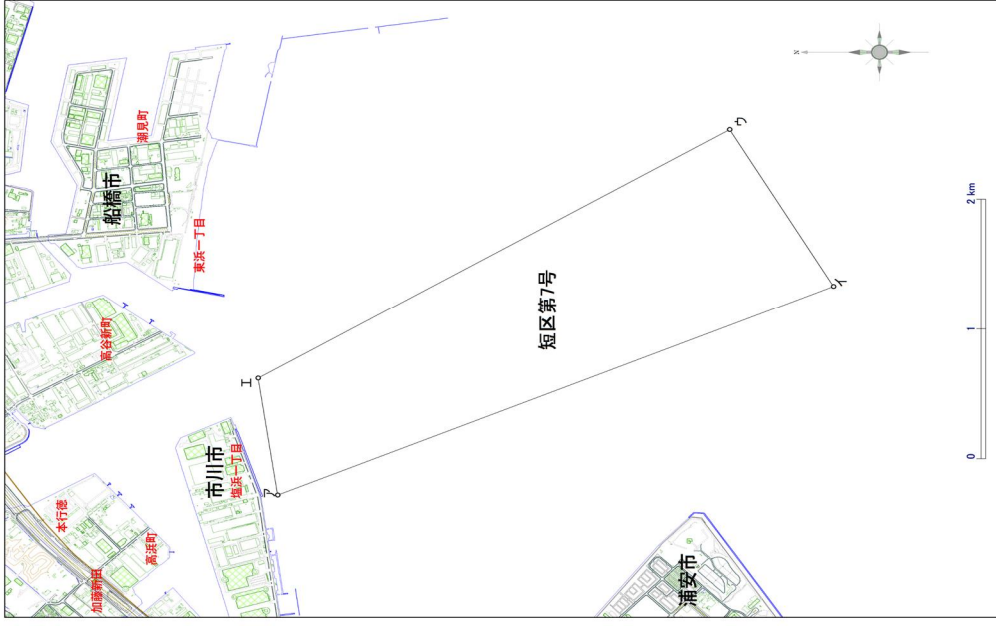 船橋市
潮見町
東浜一丁目
高谷新町
市川市
塩浜一丁目
本行徳
高浜町
加藤新田
浦安市
短区第7号
ア
イ
ウ
エ
N
0
1
2 km